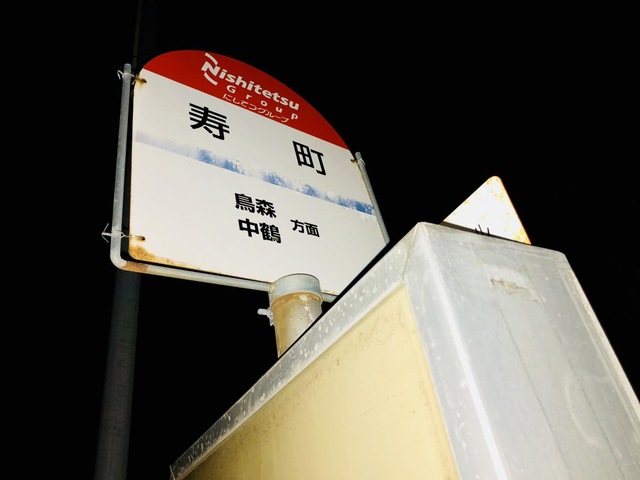 Nishitetsu
Group
にしてつグループ
寿町
鳥森
中鶴
方面